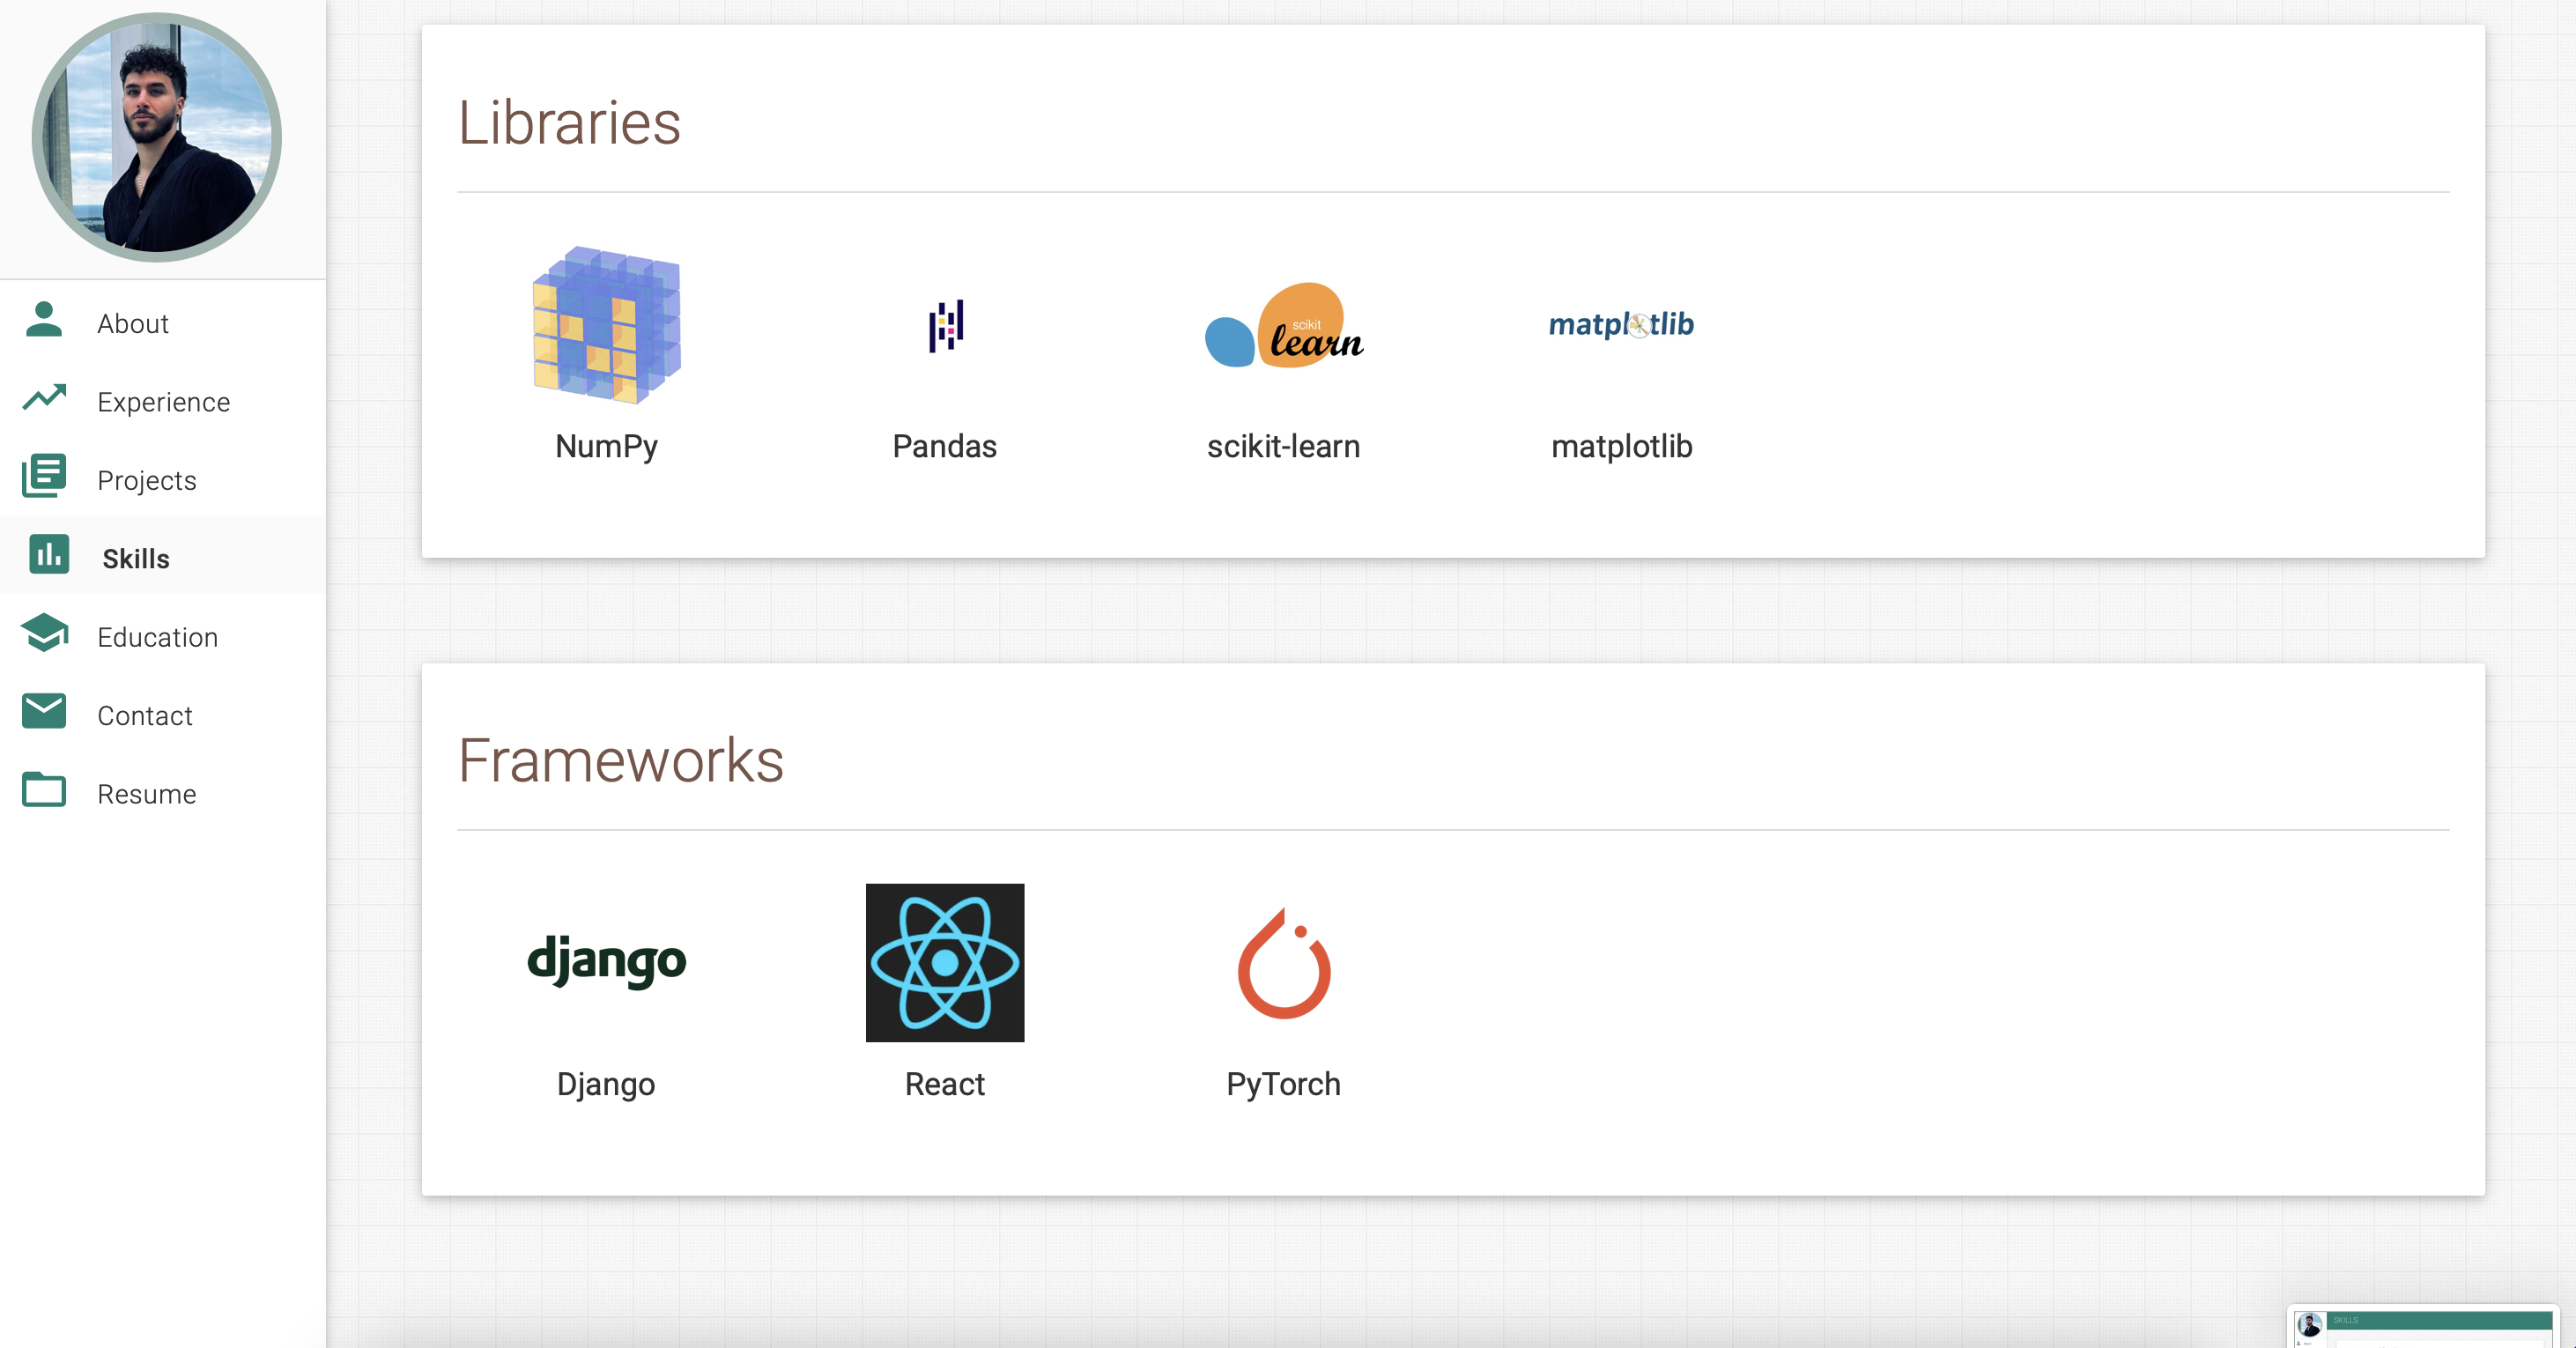 About
Experience
Projects
Skills
Education
Contact
Resume
Libraries
scikit
learn
matplotlib
NumPy
Pandas
scikit-learn
matplotlib
Frameworks
django
Django
React
PyTorch
SKILLS